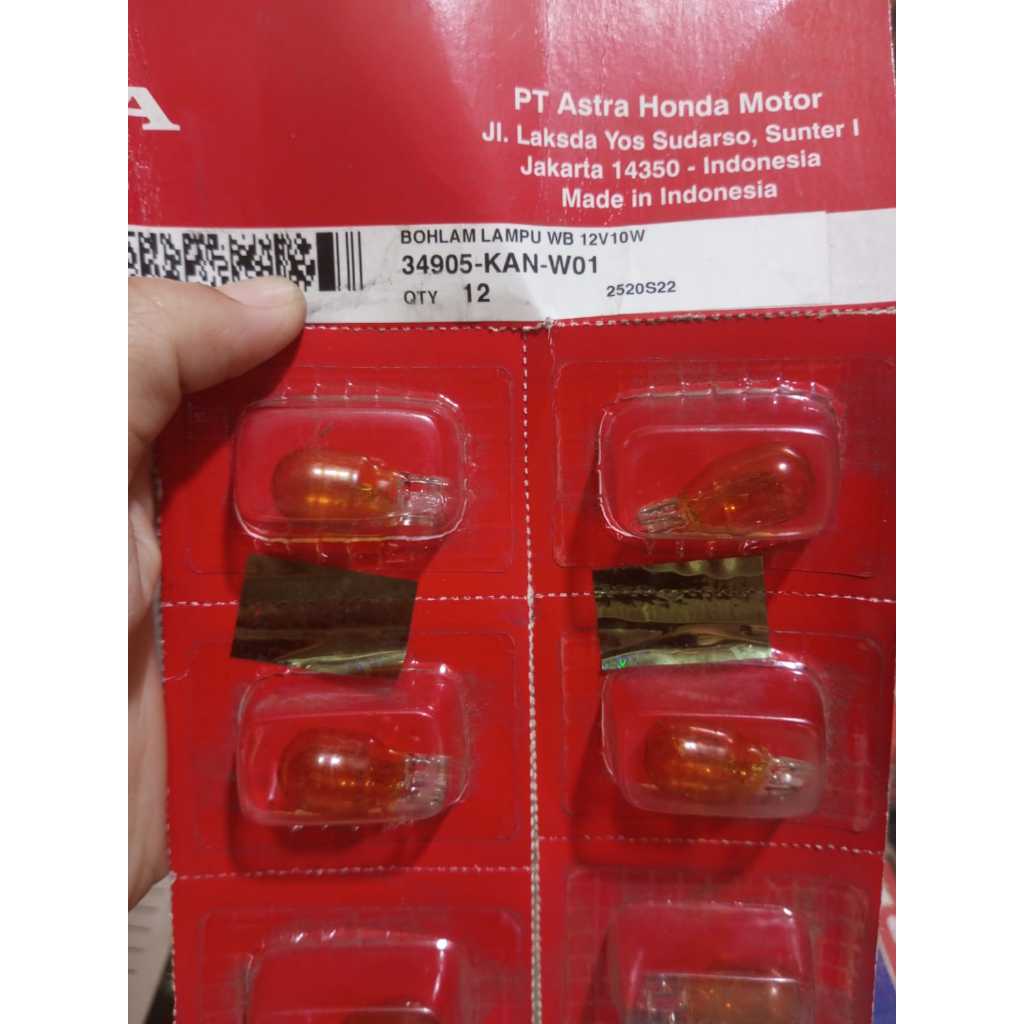 A
PT Astra Honda Motor
Jl. Laksda Yos Sudarso, Sunter I
Jakarta 14350 - Indonesia
Made in Indonesia
BOHLAM LAMPU WB 12V10W
34905-KAN-W01
QTY 12
2520S22